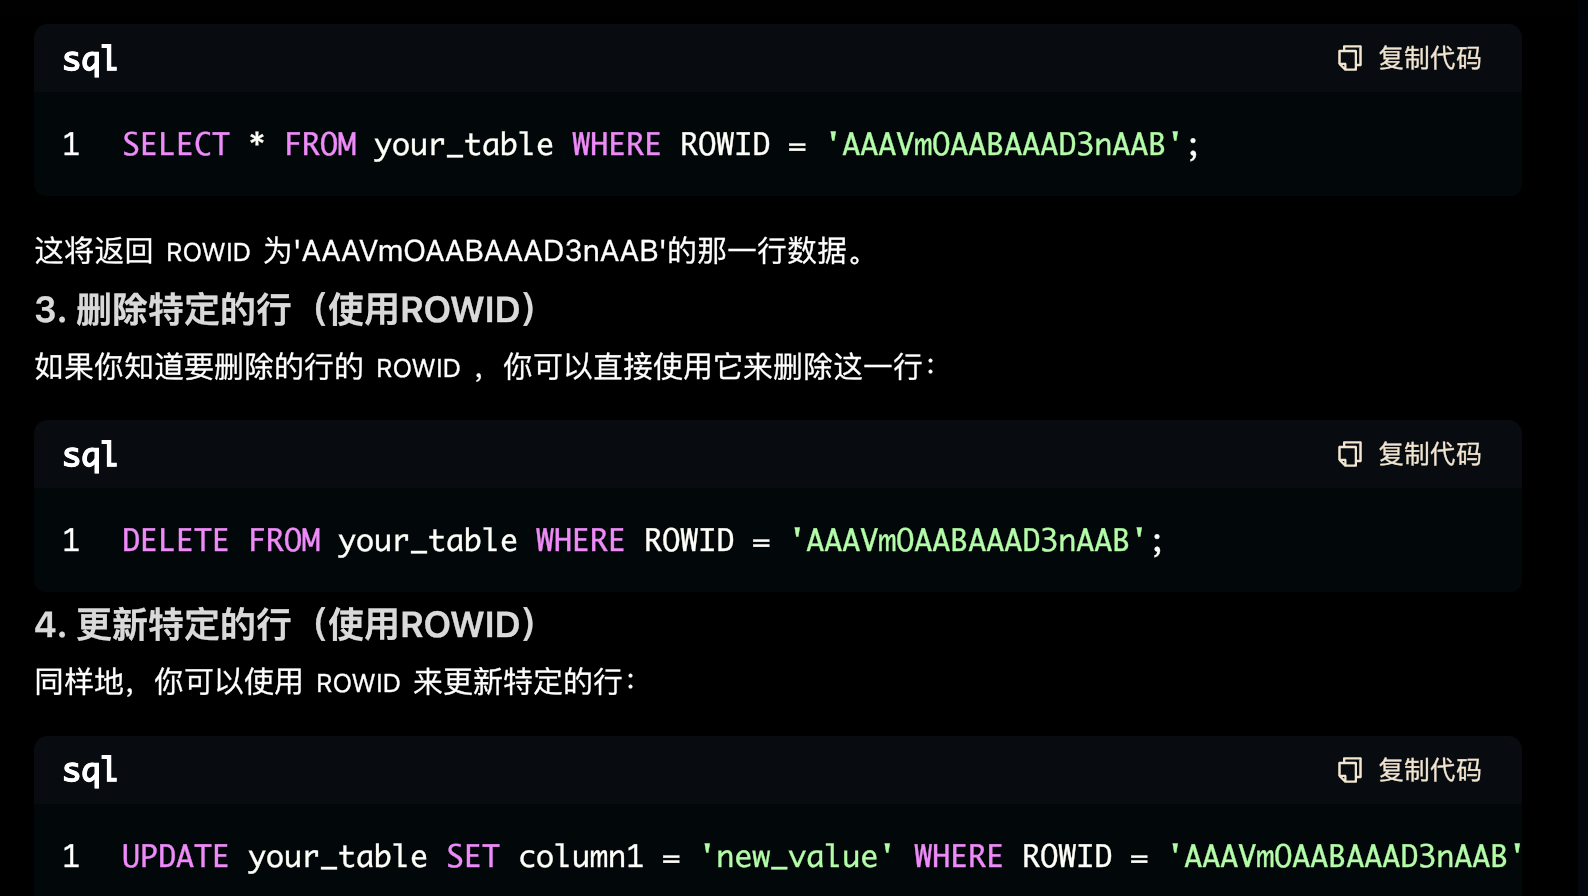 sql
复制代码
1 SELECT * FROM your_table WHERE ROWID = 'AAAVmOAABAAAD3nAAB';
这将返回 ROWID 为'AAAVmOAABAAAD3nAAB'的那一行数据。
3. 删除特定的行（使用ROWID）
如果你知道要删除的行的 ROWID ，你可以直接使用它来删除这一行：
sql
复制代码
1 DELETE FROM your_table WHERE ROWID = 'AAAVmOAABAAAD3nAAB';
4. 更新特定的行（使用ROWID）
同样地，你可以使用 ROWID 来更新特定的行：
sql
复制代码
1 UPDATE your_table SET column1 = 'new_value' WHERE ROWID = 'AAAVmOAABAAAD3nAAB'